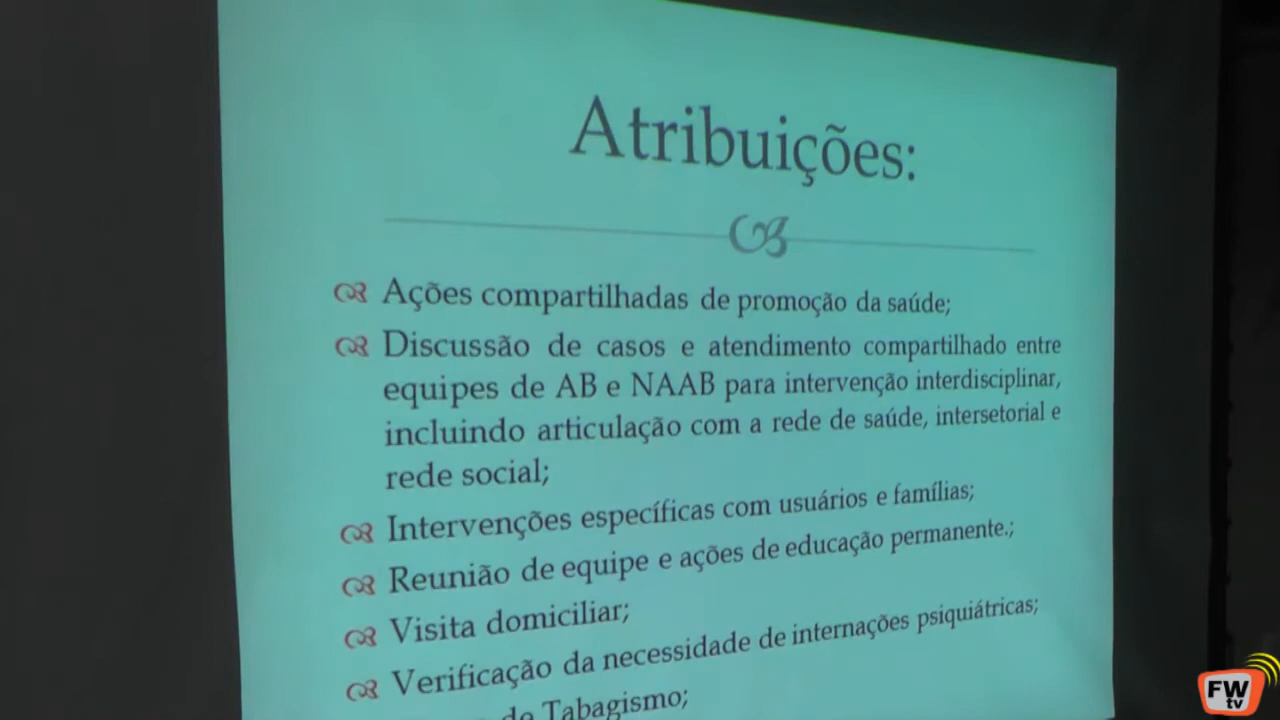 Atribuições:
Ações compartilhadas de promoção da saúde;
Discussão de casos e atendimento compartilhado entre
equipes de AB e NAAB para intervenção interdisciplinar,
incluindo articulação com a rede de saúde, intersetorial e
rede social;
Intervenções específicas com usuários e famílias;
Reunião de equipe e ações de educação permanente.;
Visita domiciliar;
Verificação da necessidade de internações psiquiátricas;
de Tabagismo;
FW
tv